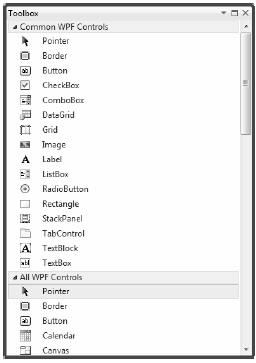 Toolbox
Common WPF Controls
Pointer
Border
Button
CheckBox
ComboBox
DataGrid
Grid
Image
Label
ListBox
RadioButton
Rectangle
StackPanel
TabControl
TextBlock
TextBox
All WPF Controls
Pointer
Border
Button
Calendar
Canvas